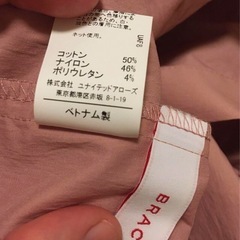 ネット使用。
コットン 50%
ナイロン 46%
ポリウレタン 4%
株式会社 ユナイテッドアローズ
東京都港区赤坂 8-1-19
ベトナム製
BRAC